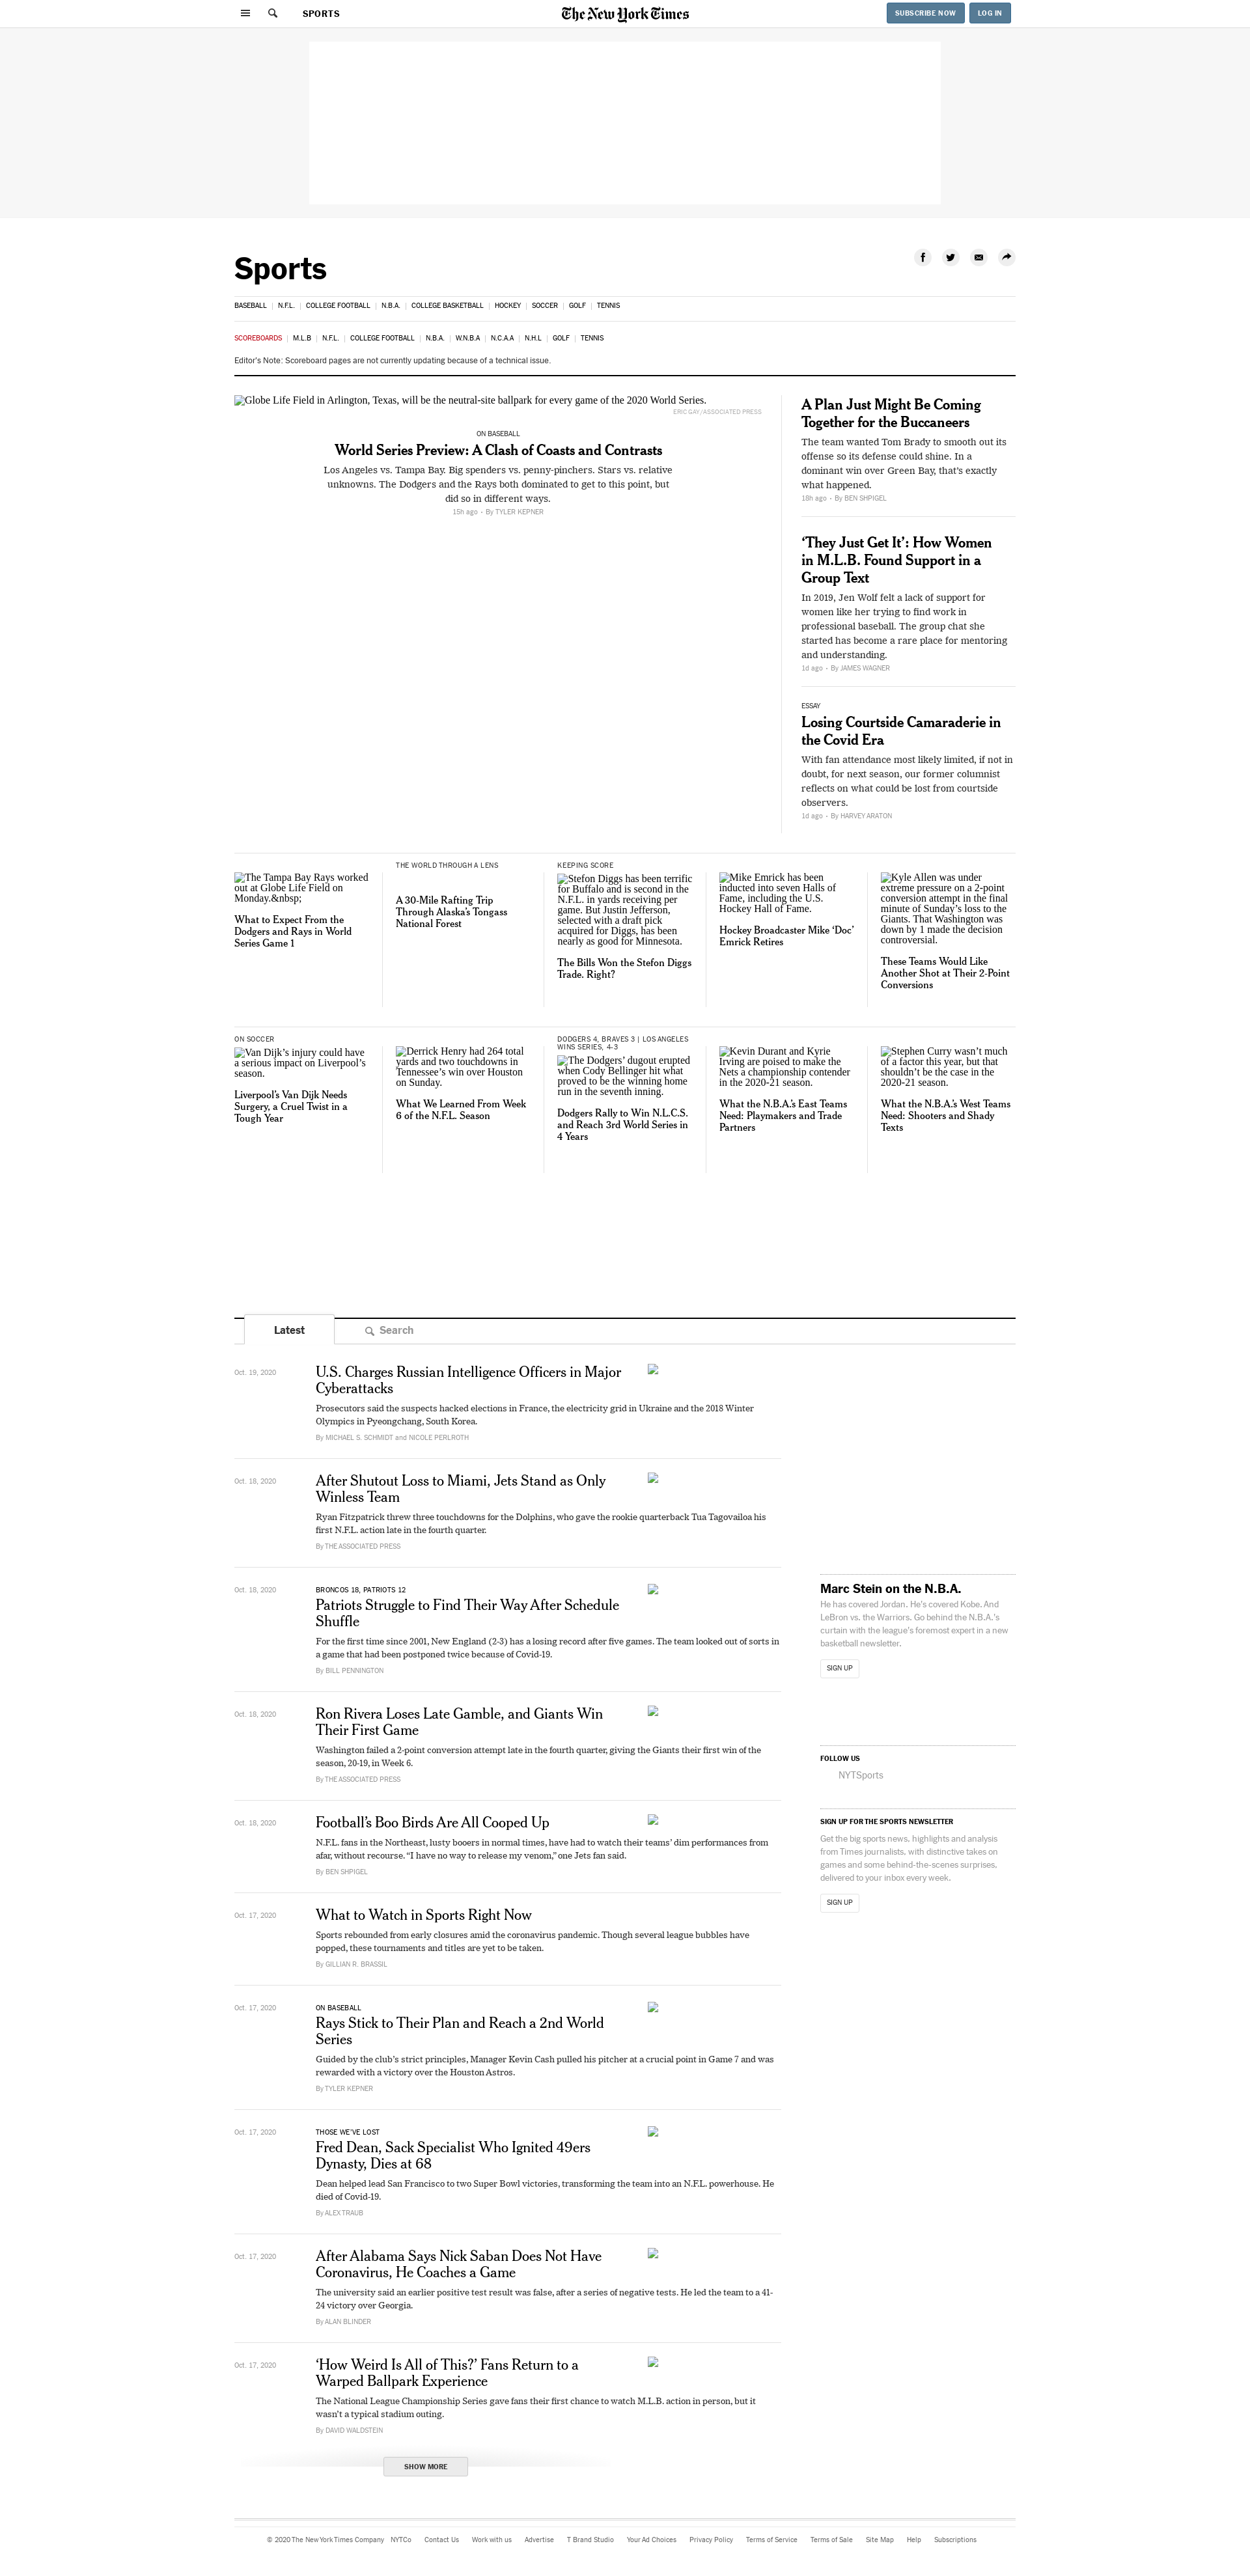 SPORTS
The New York Times
SUBSCRIBE NOW
LOG IN
Sports
BASEBALL | N.F.L. | COLLEGE FOOTBALL | N.B.A. | COLLEGE BASKETBALL | HOCKEY | SOCCER | GOLF | TENNIS
SCOREBOARDS | M.L.B | N.F.L. | COLLEGE FOOTBALL | N.B.A. | W.N.B.A | N.C.A.A | N.H.L | GOLF | TENNIS
Editor's Note: Scoreboard pages are not currently updating because of a technical issue.
Globe Life Field in Arlington, Texas, will be the neutral-site ballpark for every game of the 2020 World Series.
ERIC GAY/ASSOCIATED PRESS
ON BASEBALL
World Series Preview: A Clash of Coasts and Contrasts
Los Angeles vs. Tampa Bay. Big spenders vs. penny-pinchers. Stars vs. relative
unknowns. The Dodgers and the Rays both dominated to get to this point, but
did so in different ways.
15h ago • By TYLER KEPNER
A Plan Just Might Be Coming
Together for the Buccaneers
The team wanted Tom Brady to smooth out its
offense so its defense could shine. In a
dominant win over Green Bay, that's exactly
what happened.
18h ago • By BEN SHPIGEL
‘They Just Get It’: How Women
in M.L.B. Found Support in a
Group Text
In 2019, Jen Wolf felt a lack of support for
women like her trying to find work in
professional baseball. The group chat she
started has become a rare place for mentoring
and understanding.
1d ago • By JAMES WAGNER
ESSAY
Losing Courtside Camaraderie in
the Covid Era
With fan attendance most likely limited, if not in
doubt, for next season, our former columnist
reflects on what could be lost from courtside
observers.
1d ago • By HARVEY ARATON
The Tampa Bay Rays worked
out at Globe Life Field on
Monday.&nbsp;
What to Expect From the
Dodgers and Rays in World
Series Game 1
THE WORLD THROUGH A LENS
A 30-Mile Rafting Trip
Through Alaska’s Tongass
National Forest
KEEPING SCORE
Stefon Diggs has been terrific
for Buffalo and is second in the
N.F.L. in yards receiving per
game. But Justin Jefferson,
selected with a draft pick
acquired for Diggs, has been
nearly as good for Minnesota.
The Bills Won the Stefon Diggs
Trade. Right?
Mike Emrick has been
inducted into seven Halls of
Fame, including the U.S.
Hockey Hall of Fame.
Hockey Broadcaster Mike ‘Doc’
Emrick Retires
Kyle Allen was under
extreme pressure on a 2-point
conversion attempt in the final
minute of Sunday’s loss to the
Giants. That Washington was
down by 1 made the decision
controversial.
These Teams Would Like
Another Shot at Their 2-Point
Conversions
ON SOCCER
Van Dijk’s injury could have
a serious impact on Liverpool’s
season.
Liverpool’s Van Dijk Needs
Surgery, a Cruel Twist in a
Tough Year
Derrick Henry had 264 total
yards and two touchdowns in
Tennessee’s win over Houston
on Sunday.
What We Learned From Week
6 of the N.F.L. Season
DODGERS 4, BRAVES 3 | LOS ANGELES
WINS SERIES, 4-3
The Dodgers’ dugout erupted
when Cody Bellinger hit what
proved to be the winning home
run in the seventh inning.
Dodgers Rally to Win N.L.C.S.
and Reach 3rd World Series in
4 Years
Kevin Durant and Kyrie
Irving are poised to make the
Nets a championship contender
in the 2020-21 season.
What the N.B.A.’s East Teams
Need: Playmakers and Trade
Partners
Stephen Curry wasn’t much
of a factor this year, but that
shouldn’t be the case in the
2020-21 season.
What the N.B.A.’s West Teams
Need: Shooters and Shady
Texts
Latest
Search
Oct. 19, 2020
U.S. Charges Russian Intelligence Officers in Major
Cyberattacks
Prosecutors said the suspects hacked elections in France, the electricity grid in Ukraine and the 2018 Winter
Olympics in Pyeongchang, South Korea.
By MICHAEL S. SCHMIDT and NICOLE PERLROTH
Oct. 18, 2020
After Shutout Loss to Miami, Jets Stand as Only
Winless Team
Ryan Fitzpatrick threw three touchdowns for the Dolphins, who gave the rookie quarterback Tua Tagovailoa his
first N.F.L. action late in the fourth quarter.
By THE ASSOCIATED PRESS
Oct. 18, 2020
BRONCOS 18, PATRIOTS 12
Patriots Struggle to Find Their Way After Schedule
Shuffle
For the first time since 2001, New England (2-3) has a losing record after five games. The team looked out of sorts in
a game that had been postponed twice because of Covid-19.
By BILL PENNINGTON
Oct. 18, 2020
Ron Rivera Loses Late Gamble, and Giants Win
Their First Game
Washington failed a 2-point conversion attempt late in the fourth quarter, giving the Giants their first win of the
season, 20-19, in Week 6.
By THE ASSOCIATED PRESS
Oct. 18, 2020
Football’s Boo Birds Are All Cooped Up
N.F.L. fans in the Northeast, lusty booers in normal times, have had to watch their teams’ dim performances from
afar, without recourse. “I have no way to release my venom,” one Jets fan said.
By BEN SHPIGEL
Oct. 17, 2020
What to Watch in Sports Right Now
Sports rebounded from early closures amid the coronavirus pandemic. Though several league bubbles have
popped, these tournaments and titles are yet to be taken.
By GILLIAN R. BRASSIL
Oct. 17, 2020
ON BASEBALL
Rays Stick to Their Plan and Reach a 2nd World
Series
Guided by the club’s strict principles, Manager Kevin Cash pulled his pitcher at a crucial point in Game 7 and was
rewarded with a victory over the Houston Astros.
By TYLER KEPNER
Oct. 17, 2020
THOSE WE’VE LOST
Fred Dean, Sack Specialist Who Ignited 49ers
Dynasty, Dies at 68
Dean helped lead San Francisco to two Super Bowl victories, transforming the team into an N.F.L. powerhouse. He
died of Covid-19.
By ALEX TRAUB
Oct. 17, 2020
After Alabama Says Nick Saban Does Not Have
Coronavirus, He Coaches a Game
The university said an earlier positive test result was false, after a series of negative tests. He led the team to a 41-
24 victory over Georgia.
By ALAN BLINDER
Oct. 17, 2020
‘How Weird Is All of This?’ Fans Return to a
Warped Ballpark Experience
The National League Championship Series gave fans their first chance to watch M.L.B. action in person, but it
wasn’t a typical stadium outing.
By DAVID WALDSTEIN
SHOW MORE
Marc Stein on the N.B.A.
He has covered Jordan. He's covered Kobe. And
LeBron vs. the Warriors. Go behind the N.B.A.'s
curtain with the league's foremost expert in a new
basketball newsletter.
SIGN UP
FOLLOW US
NYTSports
SIGN UP FOR THE SPORTS NEWSLETTER
Get the big sports news, highlights and analysis
from Times journalists, with distinctive takes on
games and some behind-the-scenes surprises,
delivered to your inbox every week.
SIGN UP
© 2020 The New York Times Company NYTCo Contact Us Work with us Advertise T Brand Studio Your Ad Choices Privacy Policy Terms of Service Terms of Sale Site Map Help Subscriptions